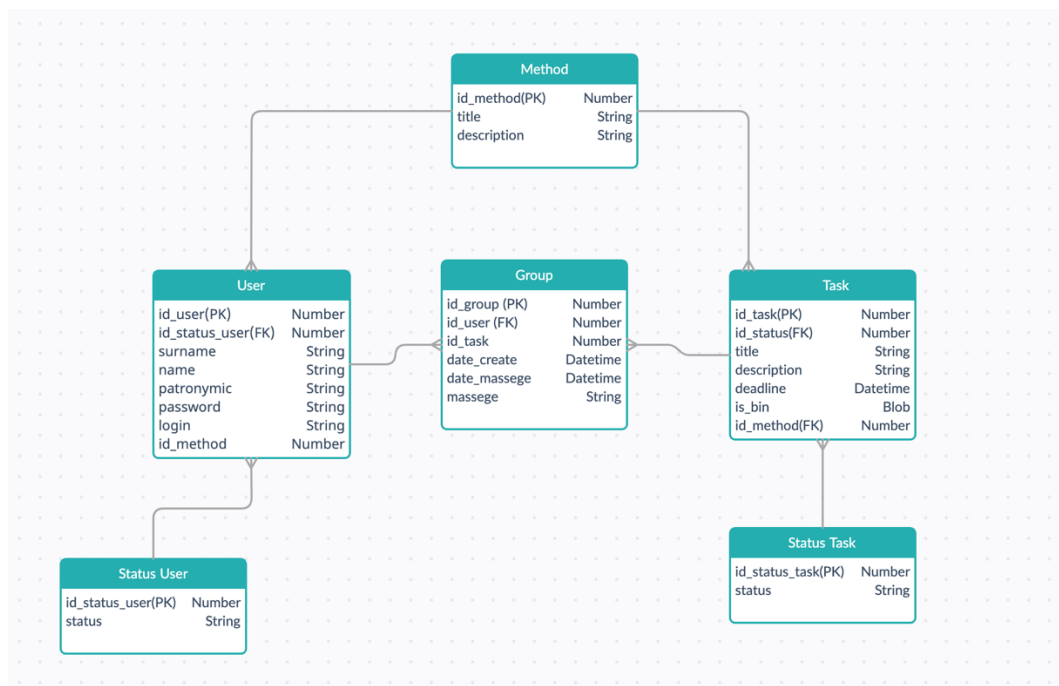 Method
id_method(PK) Number
title String
description String
User
id_user(PK) Number
id_status_user(FK) Number
surname String
name String
patronymic String
password String
login String
id_method Number
Group
id_group (PK) Number
id_user (FK) Number
id_task Number
date_create Datetime
date_massege Datetime
massege String
Task
id_task(PK) Number
id_status(FK) Number
title String
description String
deadline Datetime
is_bin Blob
id_method(FK) Number
Status User
id_status_user(PK) Number
status String
Status Task
id_status_task(PK) Number
status String